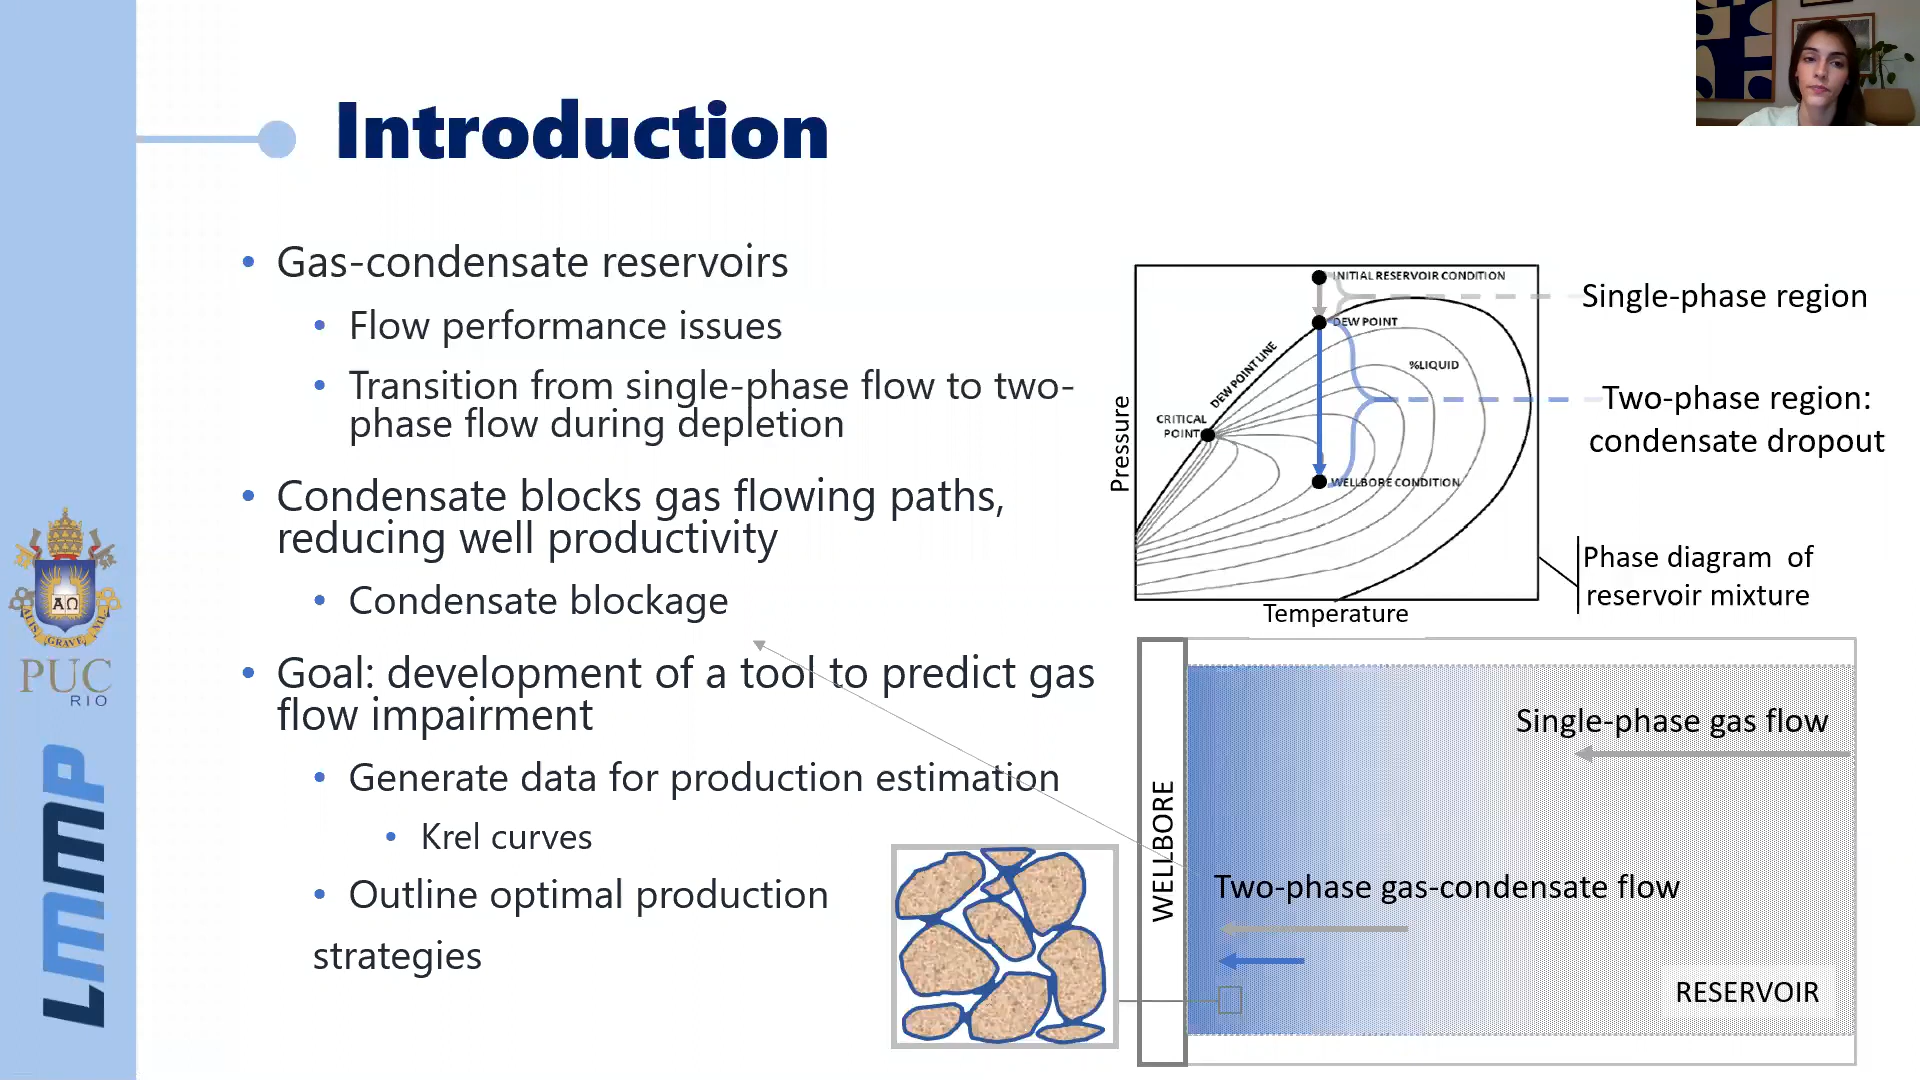 Introduction
• Gas-condensate reservoirs
• Flow performance issues
• Transition from single-phase flow to two-
phase flow during depletion
• Condensate blocks gas flowing paths,
reducing well productivity
• Condensate blockage
• Goal: development of a tool to predict gas
flow impairment
• Generate data for production estimation
• Krel curves
• Outline optimal production
strategies
INITIAL RESERVOIR CONDITION
DEW POINT
DEW POINT LINE
%LIQUID
CRITICAL
POINT
WELLBORE CONDITION
Pressure
Temperature
Single-phase region
Two-phase region:
condensate dropout
Phase diagram of
reservoir mixture
WELLBORE
Single-phase gas flow
Two-phase gas-condensate flow
RESERVOIR
ΑΩ
ALIS GRAVE NIL
PUC
RIO
LMMP